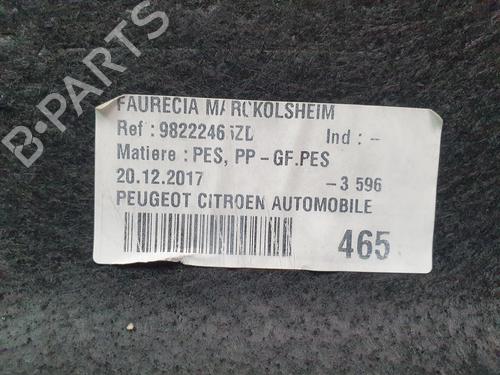 B-PARTS
FAURECIA MARCKOLSHEIM
Ref : 98222465ZD Ind : -
Matiere : PES, PP - GF.PES
20.12.2017 -3 596
PEUGEOT CITROEN AUTOMOBILE
465